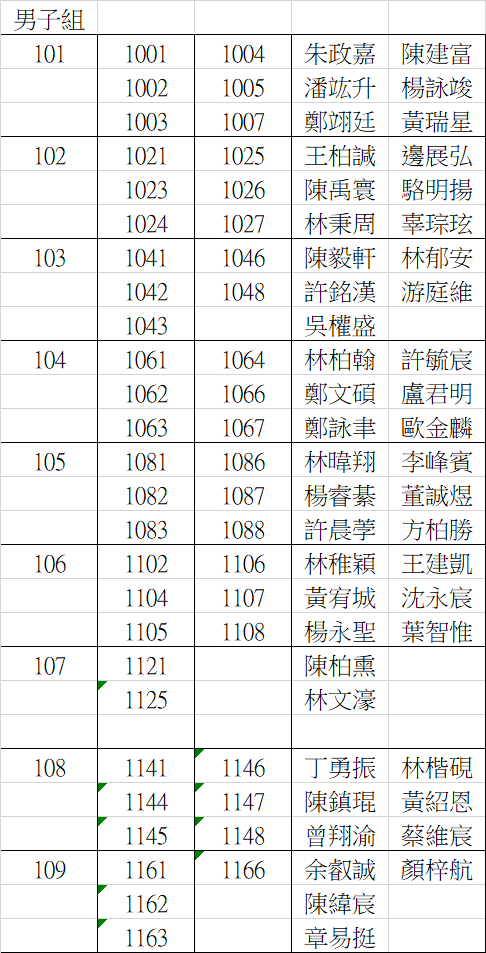 男子組
101 1001 1004 朱政嘉 陳建富
1002 1005 潘竑升 楊詠竣
1003 1007 鄭翊廷 黃瑞星
102 1021 1025 王柏諴 邊展弘
1023 1026 陳禹寰 駱明揚
1024 1027 林秉周 辜琮玹
103 1041 1046 陳毅軒 林郁安
1042 1048 許銘漢 游庭維
1043 吳權盛
104 1061 1064 林柏翰 許毓宸
1062 1066 鄭文碩 盧君明
1063 1067 鄭詠聿 歐金麟
105 1081 1086 林暐翔 李峰賓
1082 1087 楊睿綦 董誠煜
1083 1088 許晨荸 方柏勝
106 1102 1106 林稚穎 王建凱
1104 1107 黃宥城 沈永宸
1105 1108 楊永聖 葉智惟
107 1121 陳柏熏
1125 林文濠
108 1141 1146 丁勇振 林楷硯
1144 1147 陳鎮琨 黃紹恩
1145 1148 曾翔渝 蔡維宸
109 1161 1166 余叡誠 顏梓航
1162 陳緯宸
1163 章易挺